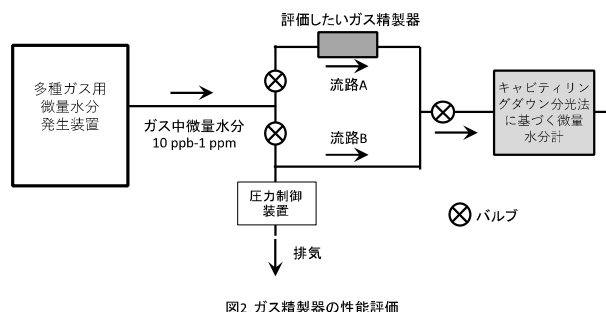 評価したいガス精製器
多種ガス用
微量水分
発生装置
流路A
ガス中微量水分
10 ppb-1 ppm
流路B
キャビティリン
グダウン分光法
に基づく微量
水分計
圧力制御
装置
バルブ
排気
図2 ガス精製器の性能評価